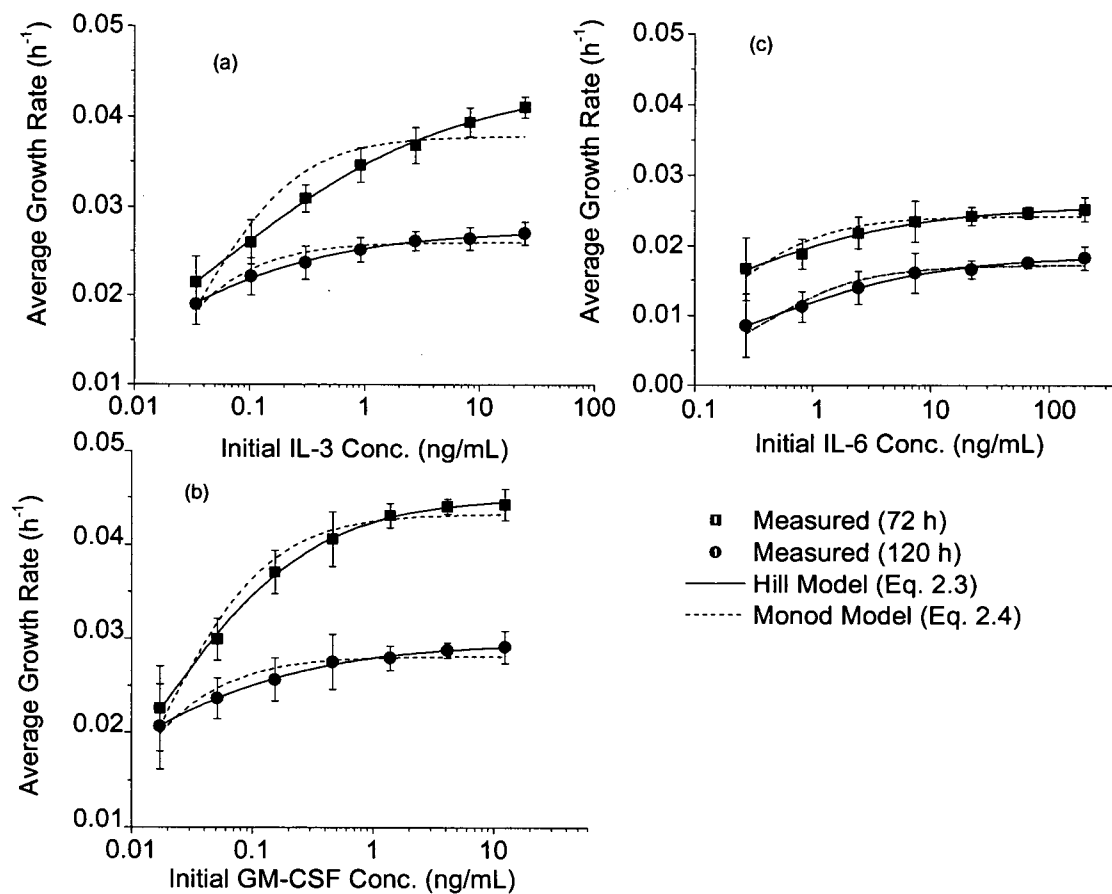 Average Growth Rate (h⁻¹)
0.05
0.04
0.03
0.02
0.01
(a)
0.01
0.1
1
10
100
Initial IL-3 Conc. (ng/mL)
Average Growth Rate (h⁻¹)
0.05
0.04
0.03
0.02
0.01
0.00
(c)
0.1
1
10
100
Initial IL-6 Conc. (ng/mL)
Average Growth Rate (h⁻¹)
0.05
0.04
0.03
0.02
0.01
(b)
0.01
0.1
1
10
Initial GM-CSF Conc. (ng/mL)
Measured (72 h)
Measured (120 h)
Hill Model (Eq. 2.3)
Monod Model (Eq. 2.4)